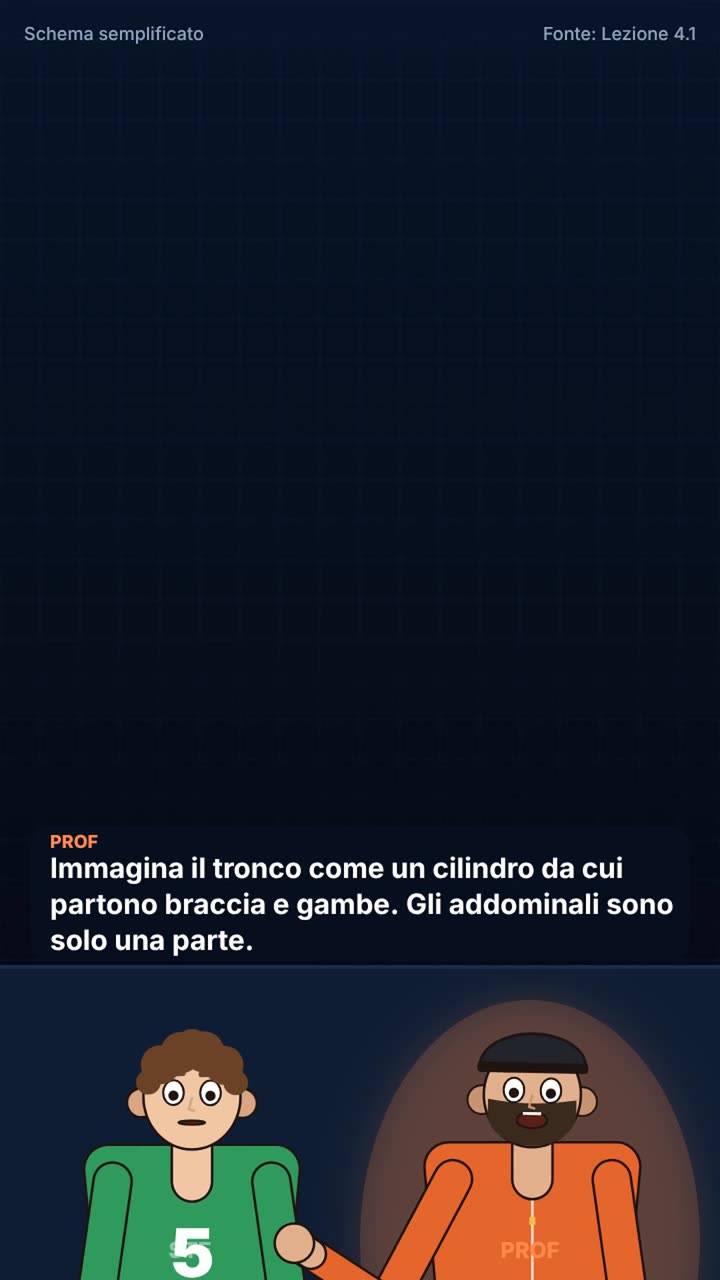 Schema semplificato
Fonte: Lezione 4.1
PROF
Immagina il tronco come un cilindro da cui
partono braccia e gambe. Gli addominali sono
solo una parte.
5
PROF